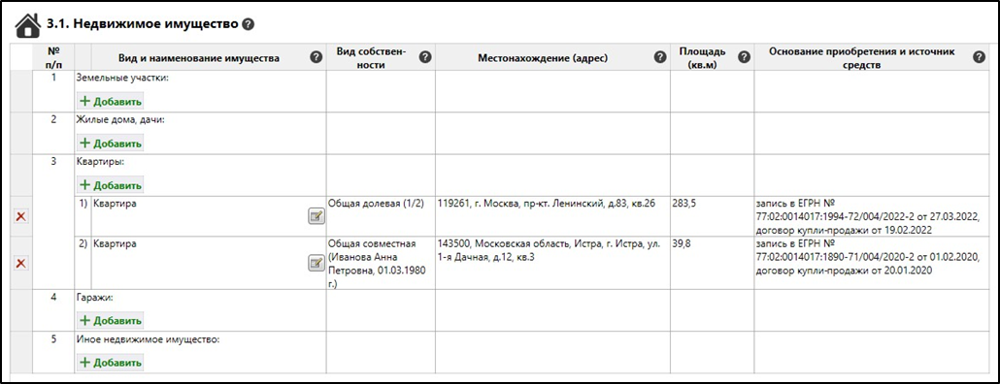 3.1. Недвижимое имущество ?
№ п/п
Вид и наименование имущества ?
Вид собствен-
ности ?
Местонахождение (адрес) ?
Площадь
(кв.м) ?
Основание приобретения и источник
средств ?
1 Земельные участки:
+ Добавить
2 Жилые дома, дачи:
+ Добавить
3 Квартиры:
+ Добавить
1) Квартира
Общая долевая (1/2)
119261, г. Москва, пр-кт. Ленинский, д.83, кв.26
283,5
запись в ЕГРН №
77:02:0014017:1994-72/004/2022-2 от 27.03.2022,
договор купли-продажи от 19.02.2022
2) Квартира
Общая совместная
(Иванова Анна
Петровна, 01.03.1980
г.)
143500, Московская область, Истра, г. Истра, ул.
1-я Дачная, д.12, кв.3
39,8
запись в ЕГРН №
77:02:0014017:1890-71/004/2020-2 от 01.02.2020,
договор купли-продажи от 20.01.2020
4 Гаражи:
+ Добавить
5 Иное недвижимое имущество:
+ Добавить